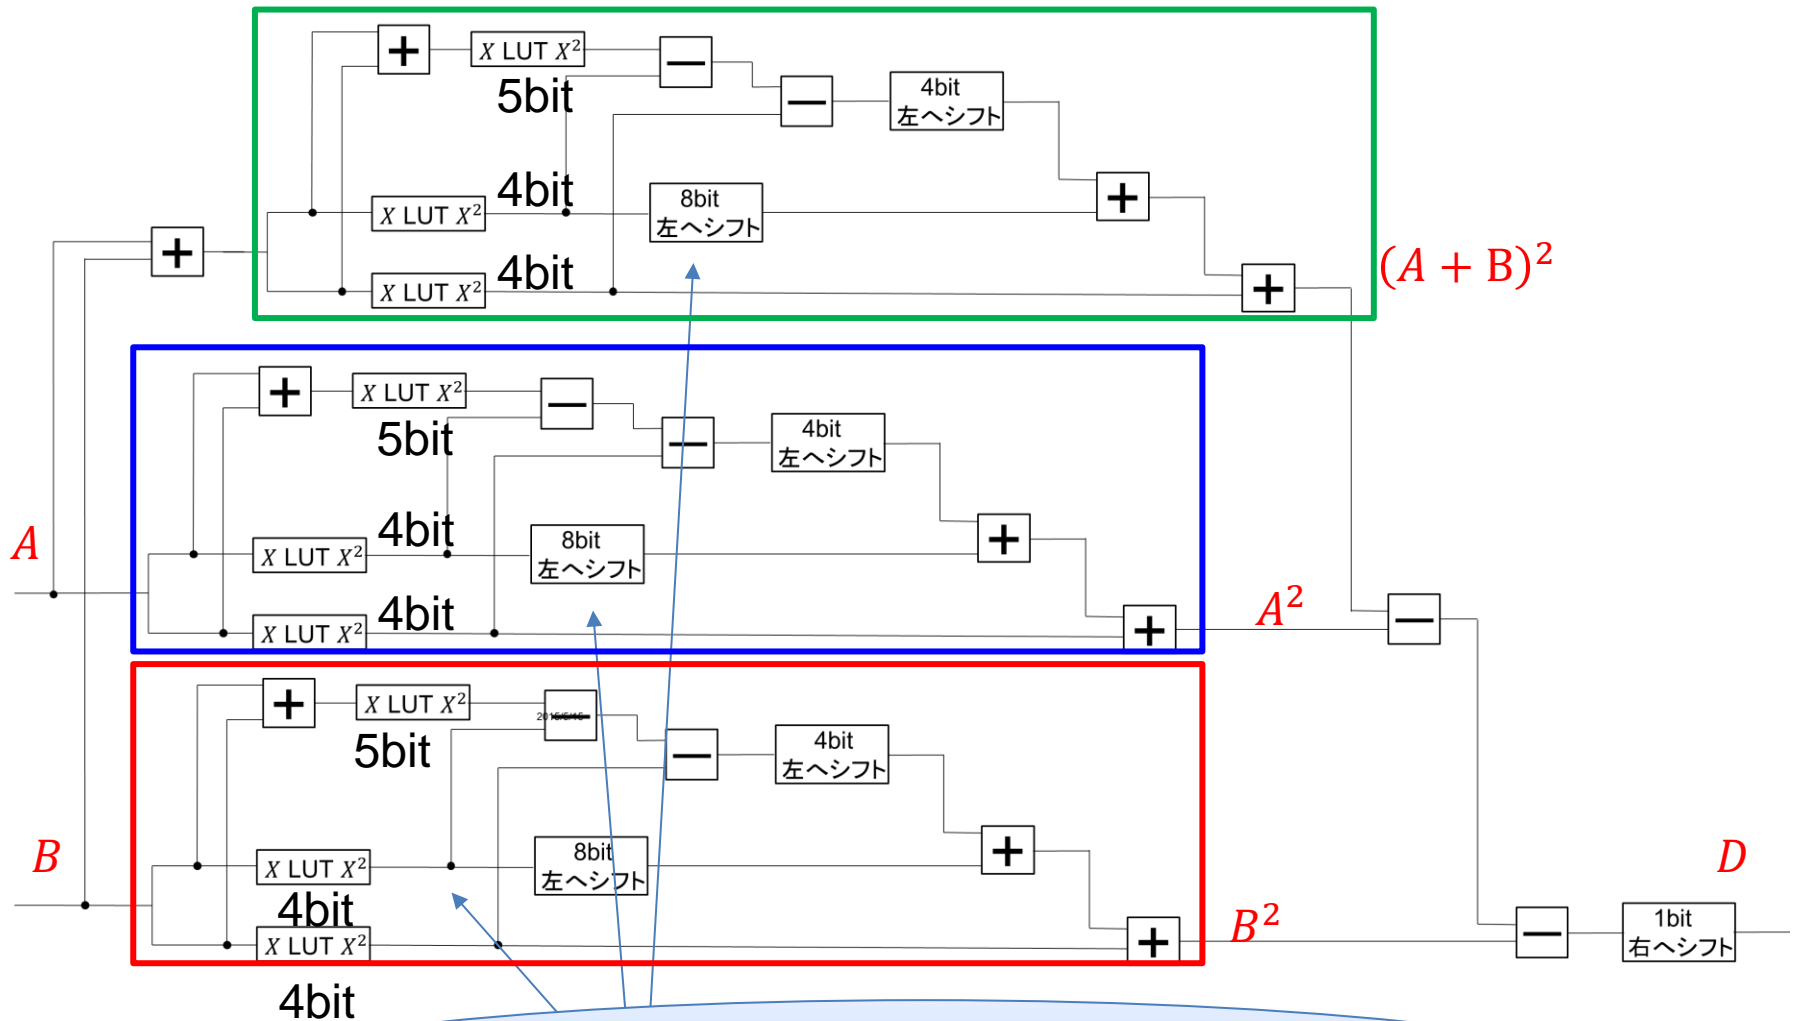 +
X LUT X²
—
5bit
—
4bit
左へシフト
4bit
X LUT X²
8bit
左へシフト
+
+
4bit
X LUT X²
+
(A + B)²
+
X LUT X²
—
5bit
—
4bit
左へシフト
A
4bit
X LUT X²
8bit
左へシフト
+
4bit
X LUT X²
+
A²
—
+
X LUT X²
—
5bit
—
4bit
左へシフト
B
X LUT X²
8bit
左へシフト
+
D
4bit
X LUT X²
+
B²
—
1bit
右へシフト
4bit